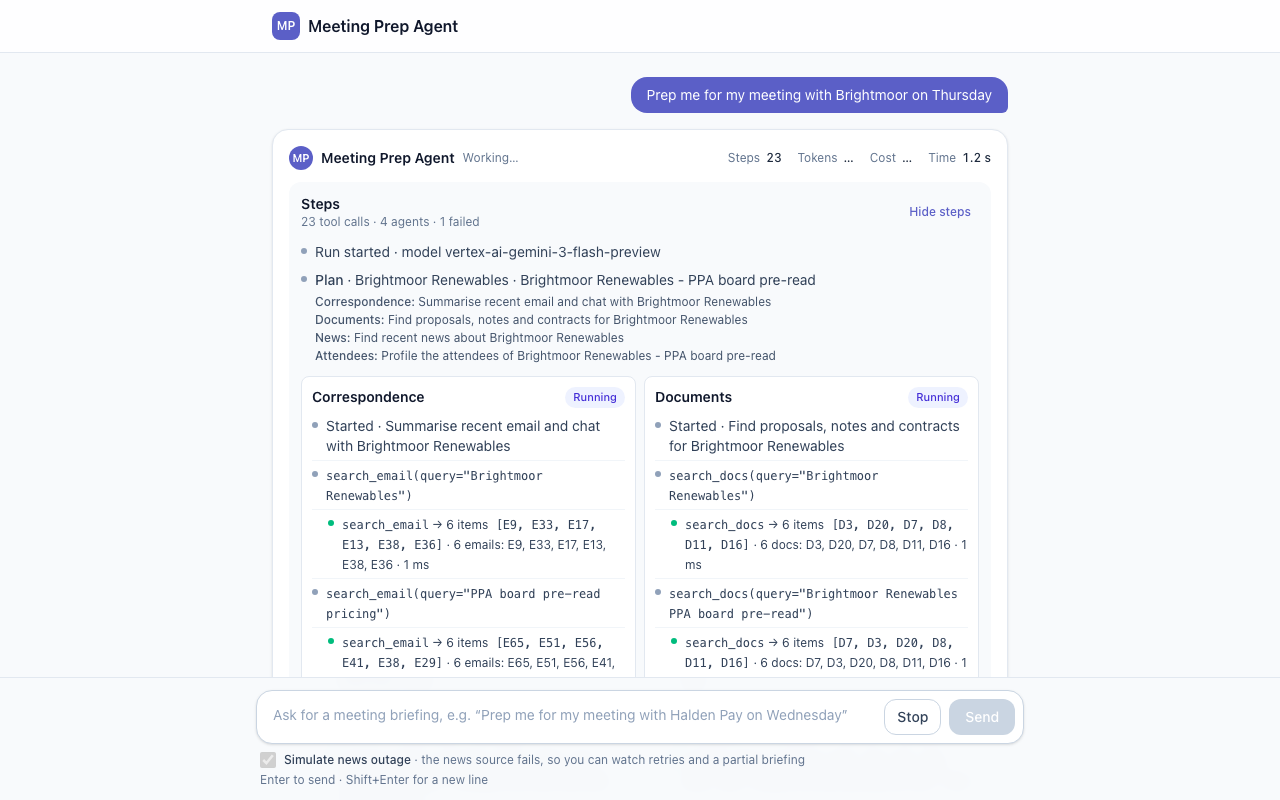 MP Meeting Prep Agent
Prep me for my meeting with Brightmoor on Thursday
MP Meeting Prep Agent Working... Steps 23 Tokens ... Cost ... Time 1.2 s
Steps
23 tool calls · 4 agents · 1 failed
Hide steps
Run started · model vertex-ai-gemini-3-flash-preview
Plan · Brightmoor Renewables · Brightmoor Renewables - PPA board pre-read
Correspondence: Summarise recent email and chat with Brightmoor Renewables
Documents: Find proposals, notes and contracts for Brightmoor Renewables
News: Find recent news about Brightmoor Renewables
Attendees: Profile the attendees of Brightmoor Renewables - PPA board pre-read
Correspondence Running
Started · Summarise recent email and chat
with Brightmoor Renewables
search_email(query="Brightmoor
Renewables")
search_email → 6 items [E9, E33, E17,
E13, E38, E36] · 6 emails: E9, E33, E17, E13,
E38, E36 · 1 ms
search_email(query="PPA board pre-read
pricing")
search_email → 6 items [E65, E51, E56,
E41, E38, E29] · 6 emails: E65, E51, E56, E41,
Documents Running
Started · Find proposals, notes and contracts
for Brightmoor Renewables
search_docs(query="Brightmoor
Renewables")
search_docs → 6 items [D3, D20, D7, D8,
D11, D16] · 6 docs: D3, D20, D7, D8, D11, D16 · 1
ms
search_docs(query="Brightmoor Renewables
PPA board pre-read")
search_docs → 6 items [D7, D3, D20, D8,
D11, D16] · 6 docs: D7, D3, D20, D8, D11, D16 · 1
Ask for a meeting briefing, e.g. “Prep me for my meeting with Halden Pay on Wednesday”
Stop
Send
Simulate news outage · the news source fails, so you can watch retries and a partial briefing
Enter to send · Shift+Enter for a new line